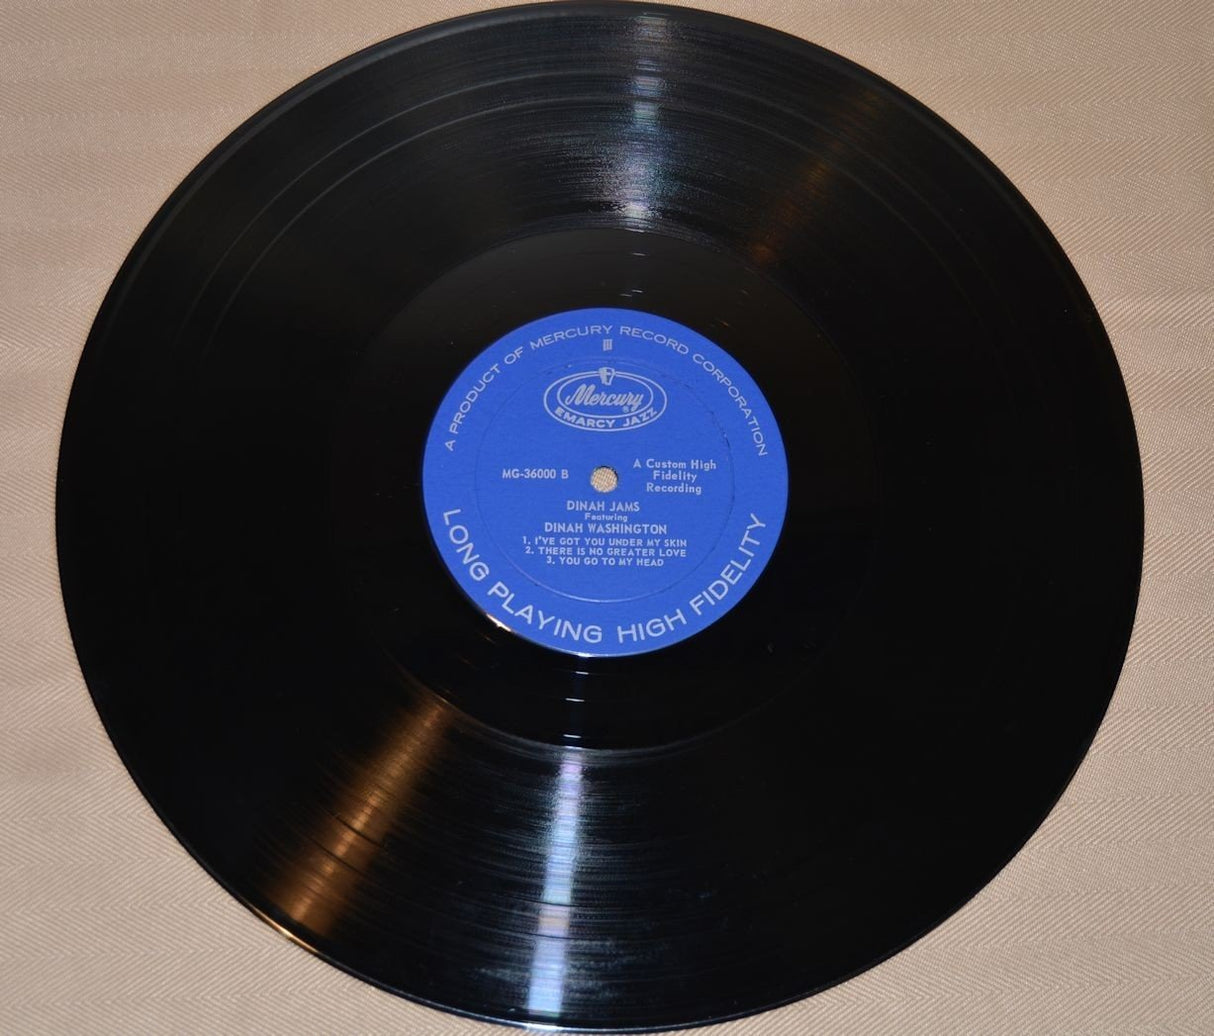 A PRODUCT OF MERCURY RECORD CORPORATION
Mercury
®
EMARCY JAZZ
MG-36000 B
A Custom High
Fidelity
Recording
DINAH JAMS
Featuring
DINAH WASHINGTON
1. I'VE GOT YOU UNDER MY SKIN
2. THERE IS NO GREATER LOVE
3. YOU GO TO MY HEAD
LONG PLAYING HIGH FIDELITY